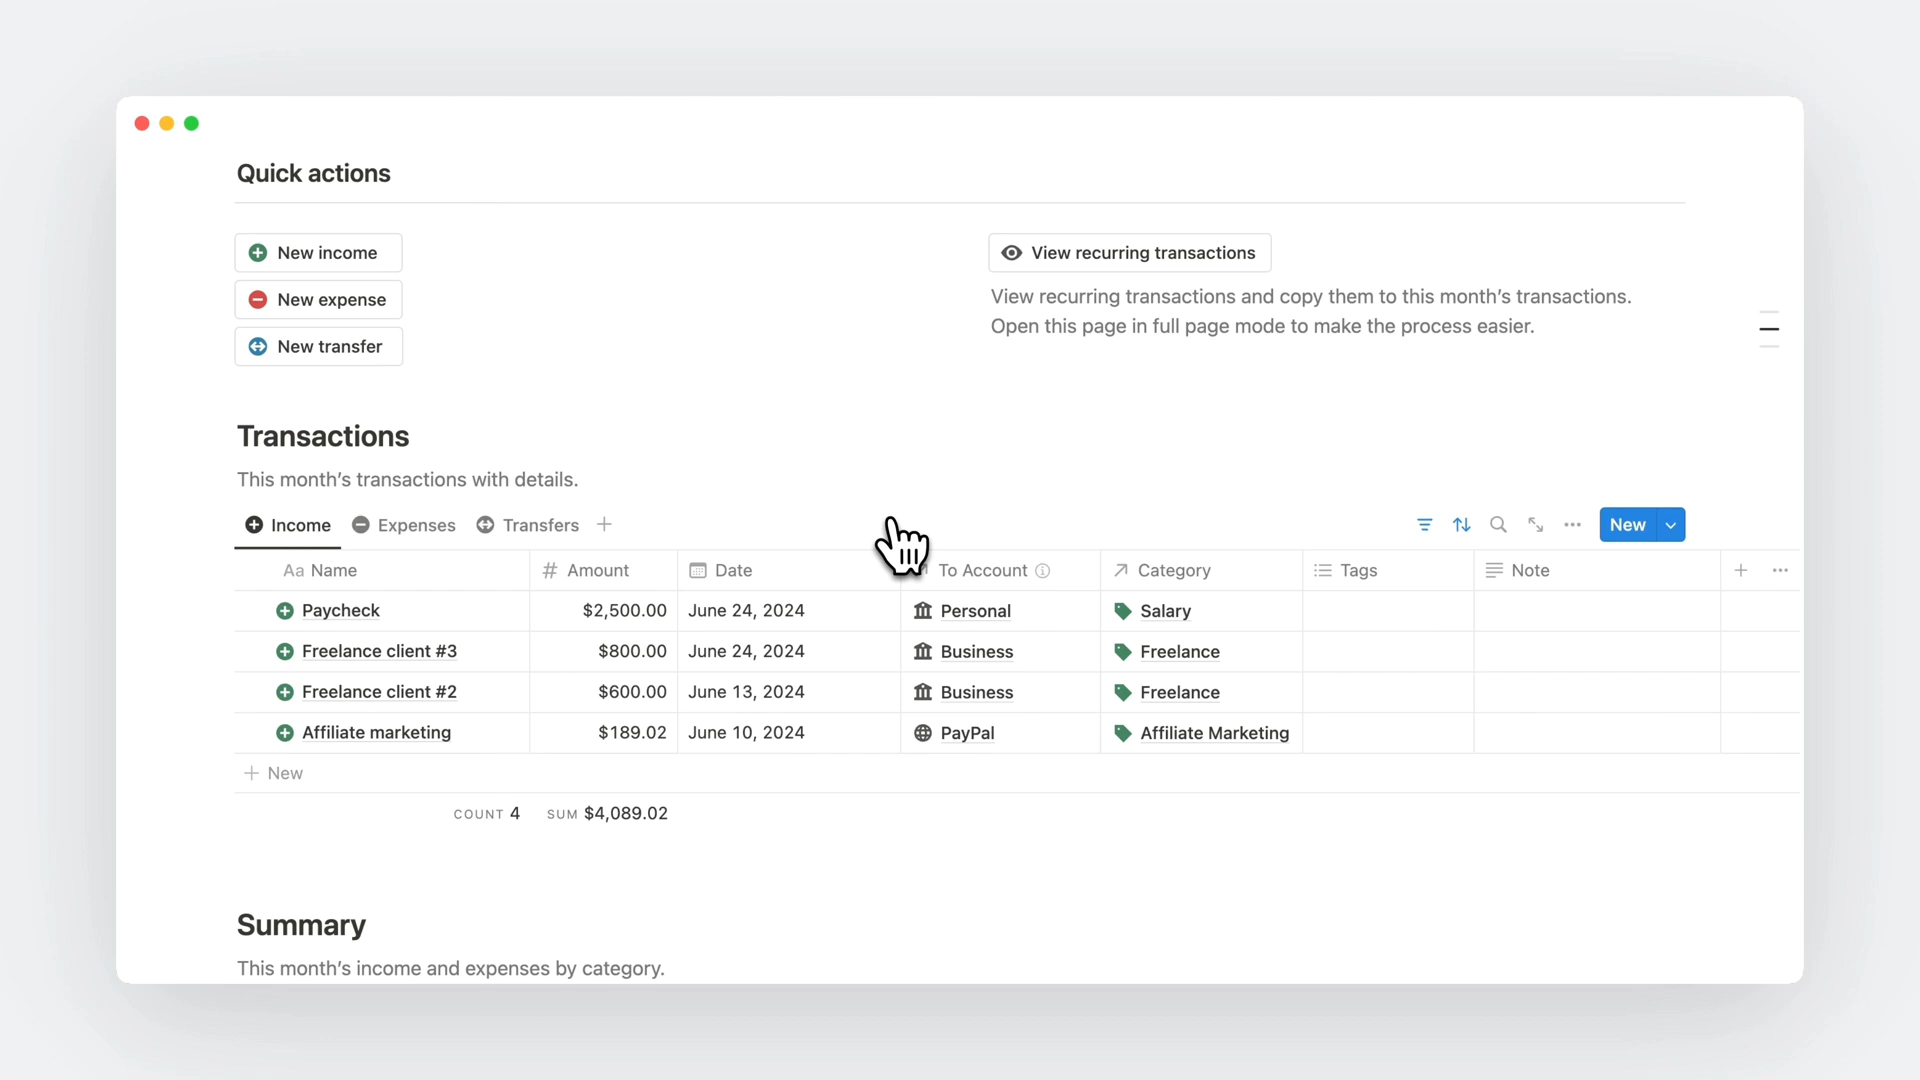 Quick actions
New income
View recurring transactions
New expense
View recurring transactions and copy them to this month's transactions.
Open this page in full page mode to make the process easier.
New transfer
Transactions
This month's transactions with details.
Income Expenses Transfers New
Aa Name # Amount Date To Account Category Tags Note
Paycheck $2,500.00 June 24, 2024 Personal Salary
Freelance client #3 $800.00 June 24, 2024 Business Freelance
Freelance client #2 $600.00 June 13, 2024 Business Freelance
Affiliate marketing $189.02 June 10, 2024 PayPal Affiliate Marketing
+ New
COUNT 4 SUM $4,089.02
Summary
This month's income and expenses by category.